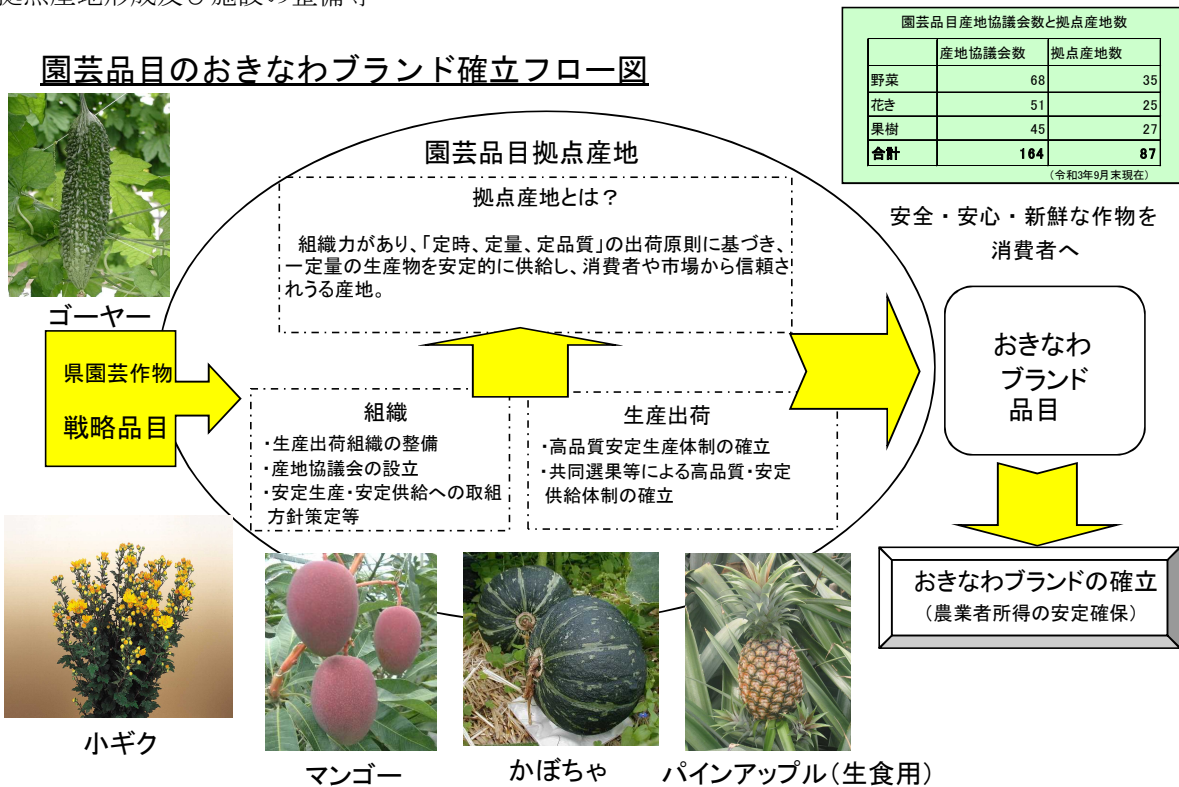 園芸品目のおきなわブランド確立フロー図
園芸品目産地協議会数と拠点産地数
産地協議会数 拠点産地数
野菜 68 35
花き 51 25
果樹 45 27
合計 164 87
(令和3年9月末現在)
ゴーヤー
県園芸作物
戦略品目
園芸品目拠点産地
拠点産地とは？
組織力があり、「定時、定量、定品質」の出荷原則に基づき、
一定量の生産物を安定的に供給し、消費者や市場から信頼さ
れうる産地。
組織
・生産出荷組織の整備
・産地協議会の設立
・安定生産・安定供給への取組
方針策定等
生産出荷
・高品質安定生産体制の確立
・共同選果等による高品質・安定
供給体制の確立
安全・安心・新鮮な作物を
消費者へ
おきなわ
ブランド
品目
おきなわブランドの確立
(農業者所得の安定確保)
小ギク
マンゴー
かぼちゃ
パインアップル(生食用)